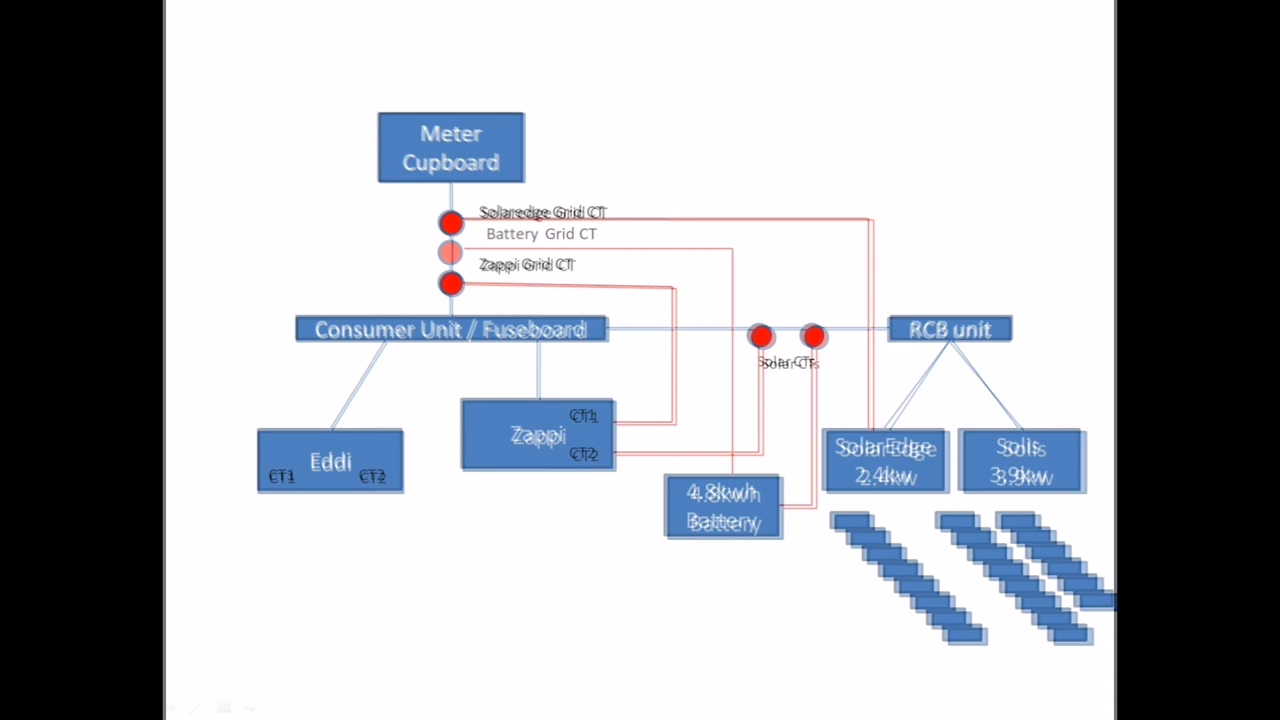 Meter
Cupboard
Solaredge Grid CT
Battery Grid CT
Zappi Grid CT
Consumer Unit / Fuseboard
RCB unit
Solar CTs
CT1
Zappi
CT2
Eddi
CT1
CT2
SolarEdge
2.4kw
Solis
3.9kw
4.8kwh
Battery